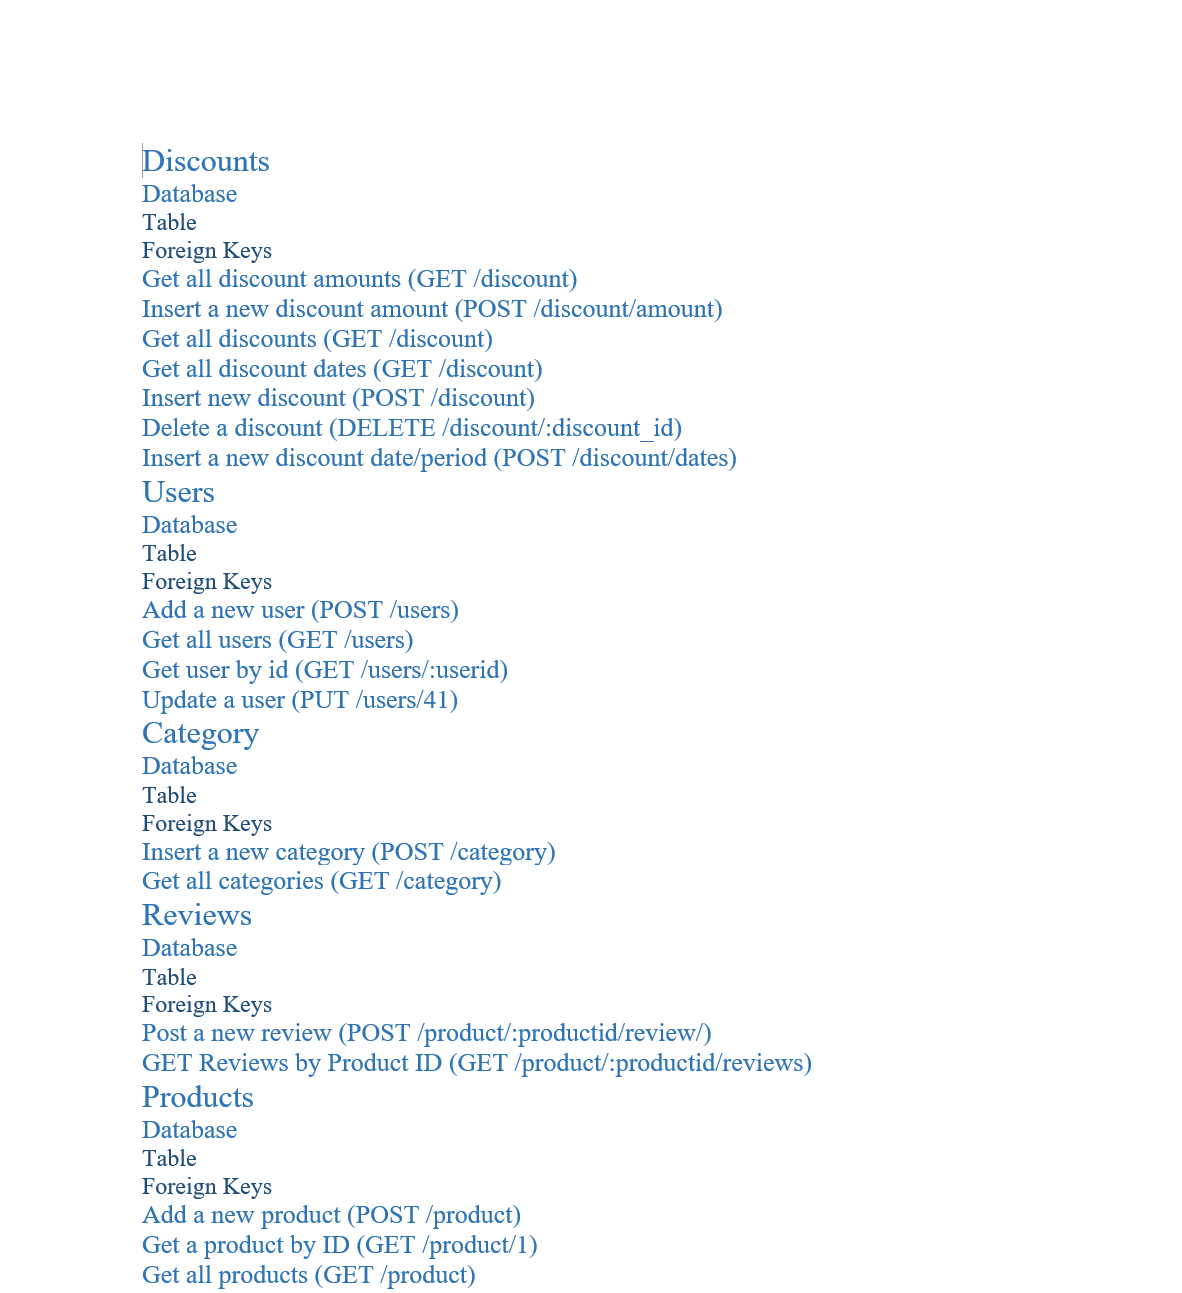 Discounts
Database
Table
Foreign Keys
Get all discount amounts (GET /discount)
Insert a new discount amount (POST /discount/amount)
Get all discounts (GET /discount)
Get all discount dates (GET /discount)
Insert new discount (POST /discount)
Delete a discount (DELETE /discount/:discount_id)
Insert a new discount date/period (POST /discount/dates)
Users
Database
Table
Foreign Keys
Add a new user (POST /users)
Get all users (GET /users)
Get user by id (GET /users/:userid)
Update a user (PUT /users/41)
Category
Database
Table
Foreign Keys
Insert a new category (POST /category)
Get all categories (GET /category)
Reviews
Database
Table
Foreign Keys
Post a new review (POST /product/:productid/review/)
GET Reviews by Product ID (GET /product/:productid/reviews)
Products
Database
Table
Foreign Keys
Add a new product (POST /product)
Get a product by ID (GET /product/1)
Get all products (GET /product)